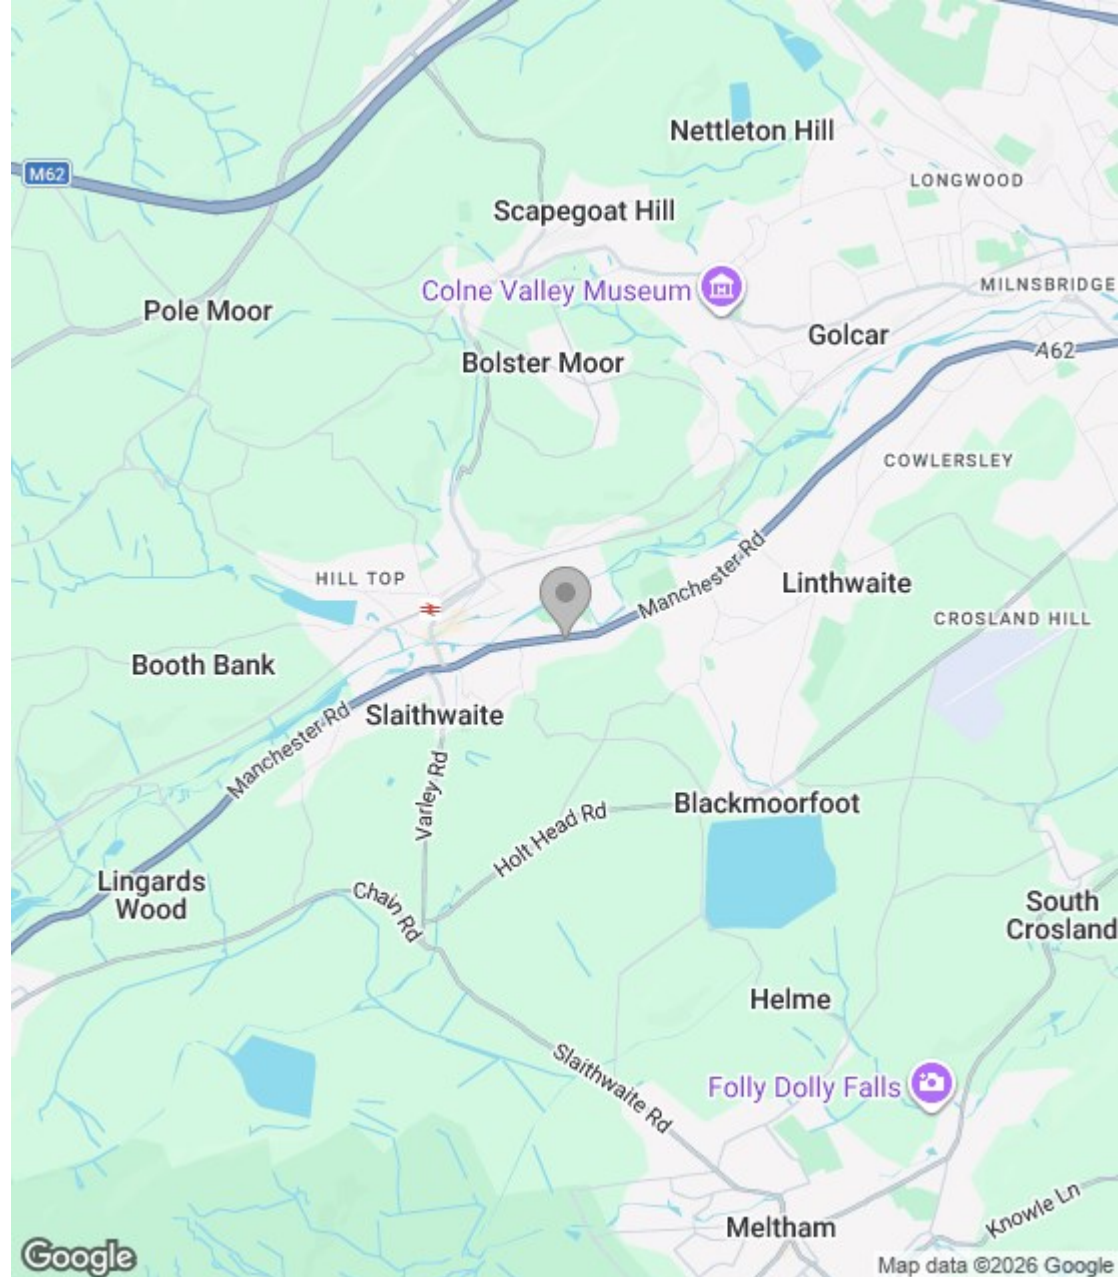 Nettleton Hill
M62
LONGWOOD
Scapegoat Hill
Colne Valley Museum
MILNSBRIDGE
Pole Moor
Golcar
A62
Bolster Moor
COWLERSLEY
Manchester Rd
HILL TOP
Linthwaite
CROSLAND HILL
Booth Bank
Slaithwaite
Manchester Rd
Varley Rd
Blackmoorfoot
Holt Head Rd
Lingards
Wood
Chain Rd
South
Crosland
Helme
Slaithwaite Rd
Folly Dolly Falls
Knowle Ln
Meltham
Google
Map data ©2026 Google